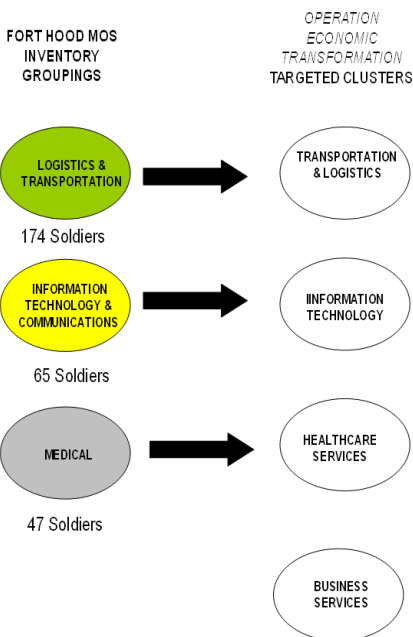 FORT HOOD MOS
INVENTORY
GROUPINGS
OPERATION
ECONOMIC
TRANSFORMATION
TARGETED CLUSTERS
LOGISTICS &
TRANSPORTATION
174 Soldiers
TRANSPORTATION
& LOGISTICS
INFORMATION
TECHNOLOGY &
COMMUNICATIONS
65 Soldiers
IINFORMATION
TECHNOLOGY
MEDICAL
47 Soldiers
HEALTHCARE
SERVICES
BUSINESS
SERVICES